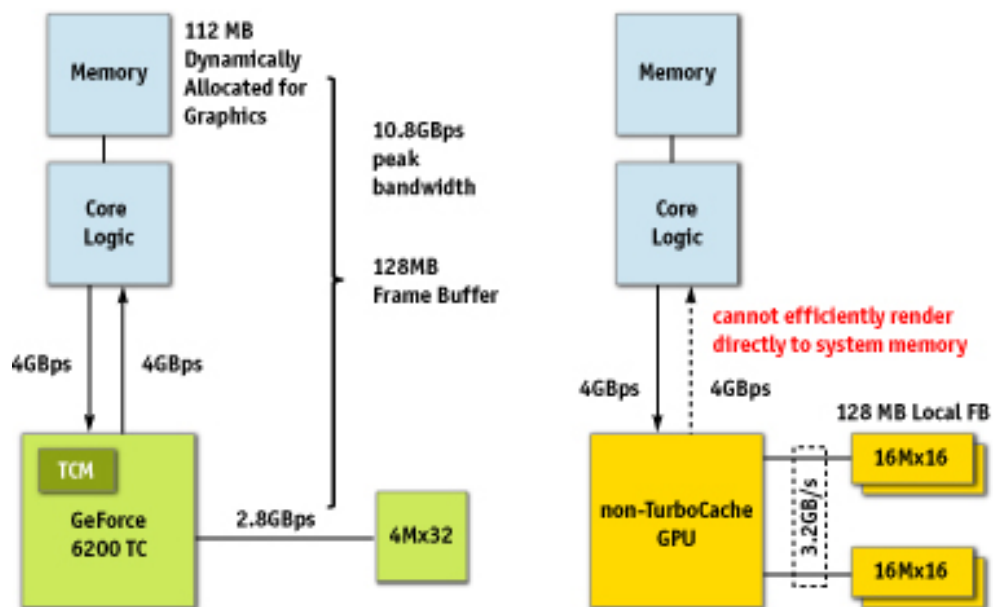 Memory
112 MB
Dynamically
Allocated for
Graphics
10.8GBps
peak
bandwidth
Core
Logic
128MB
Frame Buffer
4GBps
4GBps
TCM
GeForce
6200 TC
2.8GBps
4Mx32
Memory
Core
Logic
cannot efficiently render
directly to system memory
4GBps
4GBps
128 MB Local FB
16Mx16
non-TurboCache
GPU
3.2GB/s
16Mx16